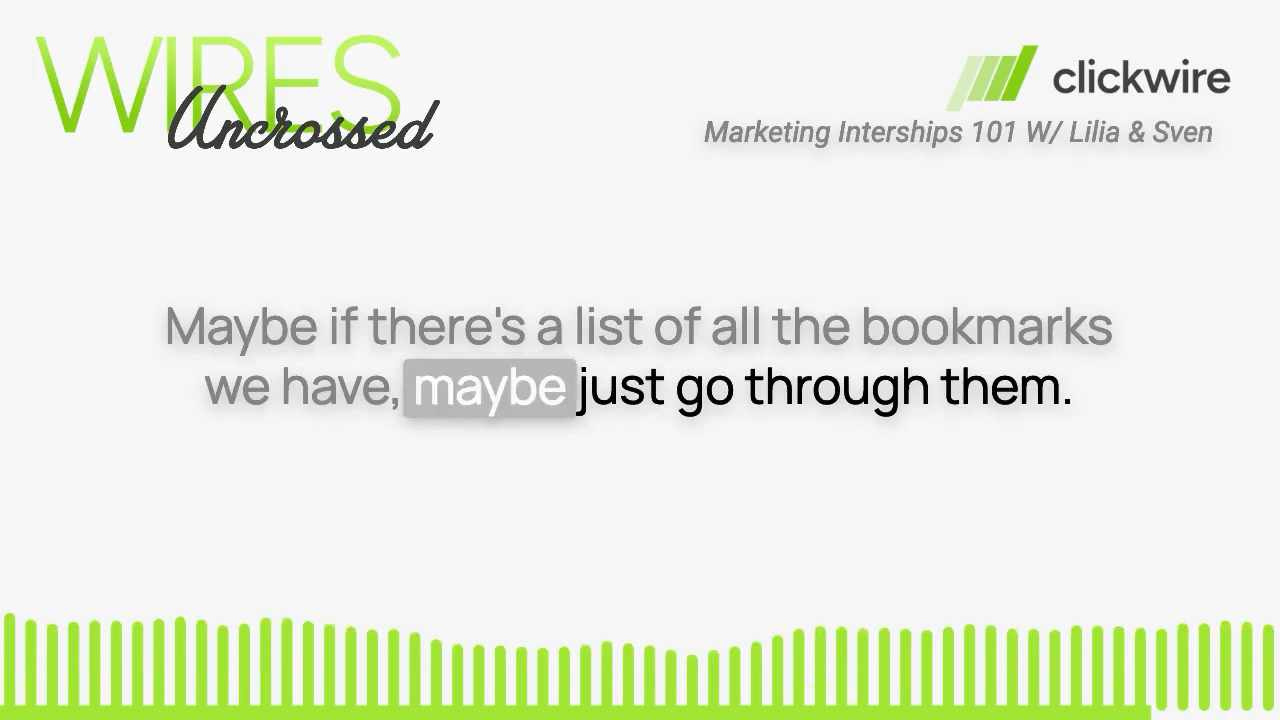 WIRES
Uncrossed
clickwire
Marketing Interships 101 W/ Lilia & Sven
Maybe if there's a list of all the bookmarks
we have, maybe just go through them.